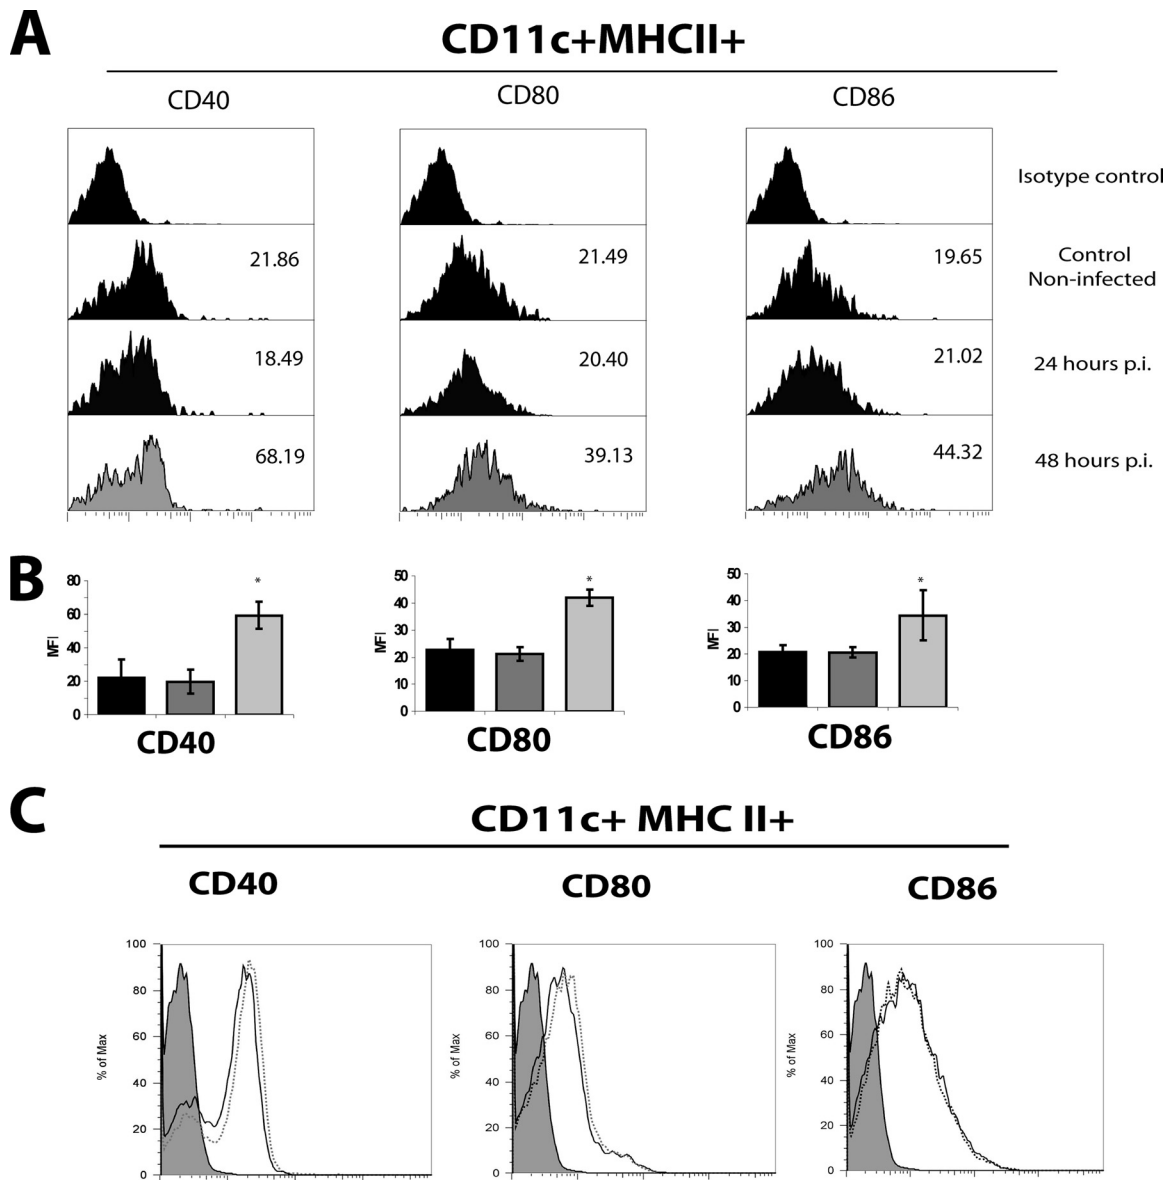 A
CD11c+MHCII+
CD40
CD80
CD86
Isotype control
21.86
21.49
19.65
Control
Non-infected
18.49
20.40
21.02
24 hours p.i.
68.19
39.13
44.32
48 hours p.i.
B
80
60
40
20
0
MFI
*
CD40
50
40
30
20
10
0
MFI
*
CD80
50
40
30
20
10
0
MFI
*
CD86
C
CD11c+ MHC II+
CD40
CD80
CD86
100
80
60
40
20
0
% of Max
100
80
60
40
20
0
% of Max
100
80
60
40
20
0
% of Max